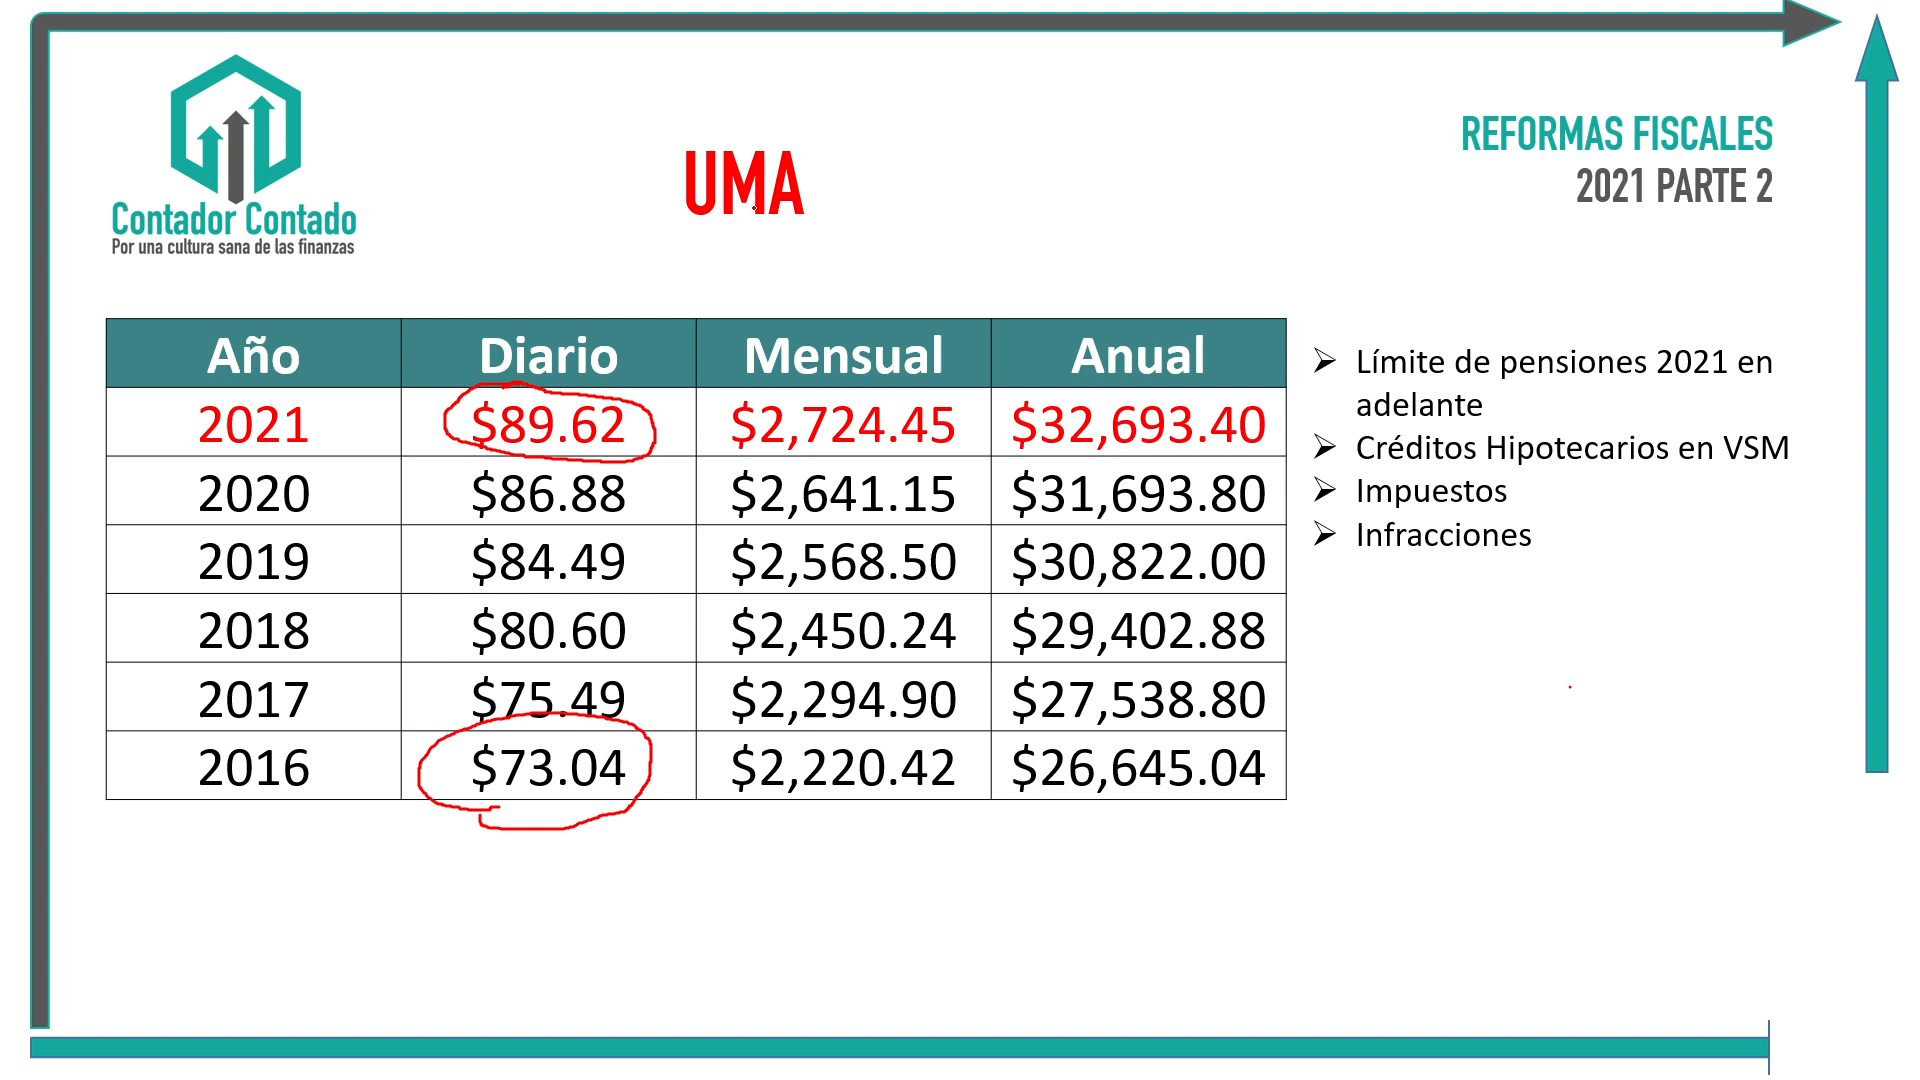 Contador Contado
Por una cultura sana de las finanzas
UMA
REFORMAS FISCALES
2021 PARTE 2
Año Diario Mensual Anual
2021 $89.62 $2,724.45 $32,693.40
2020 $86.88 $2,641.15 $31,693.80
2019 $84.49 $2,568.50 $30,822.00
2018 $80.60 $2,450.24 $29,402.88
2017 $75.49 $2,294.90 $27,538.80
2016 $73.04 $2,220.42 $26,645.04
Límite de pensiones 2021 en
adelante
Créditos Hipotecarios en VSM
Impuestos
Infracciones